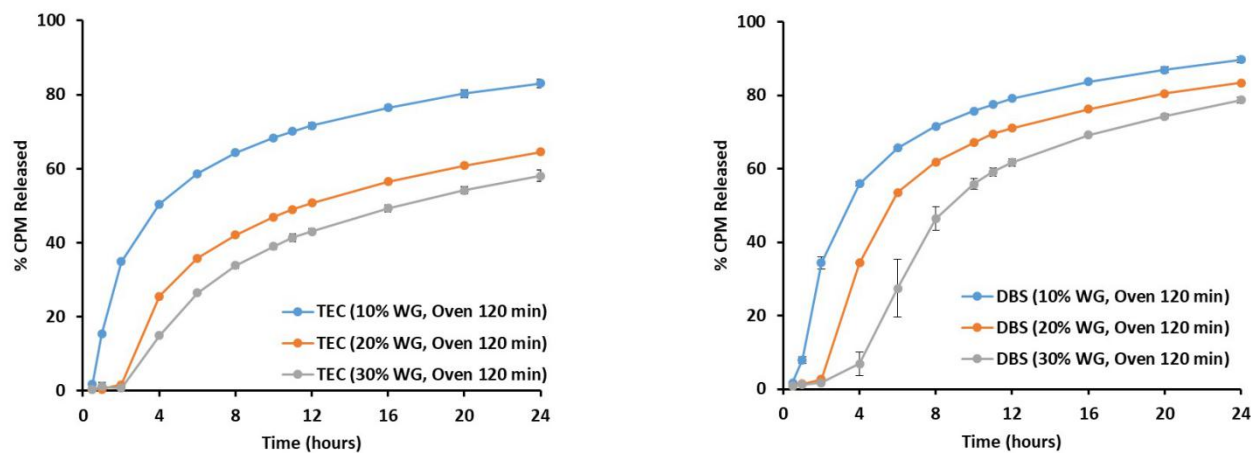 100
80
60
40
20
0
% CPM Released
0
4
8
12
16
20
24
Time (hours)
TEC (10% WG, Oven 120 min)
TEC (20% WG, Oven 120 min)
TEC (30% WG, Oven 120 min)
100
80
60
40
20
0
% CPM Released
0
4
8
12
16
20
24
Time (hours)
DBS (10% WG, Oven 120 min)
DBS (20% WG, Oven 120 min)
DBS (30% WG, Oven 120 min)